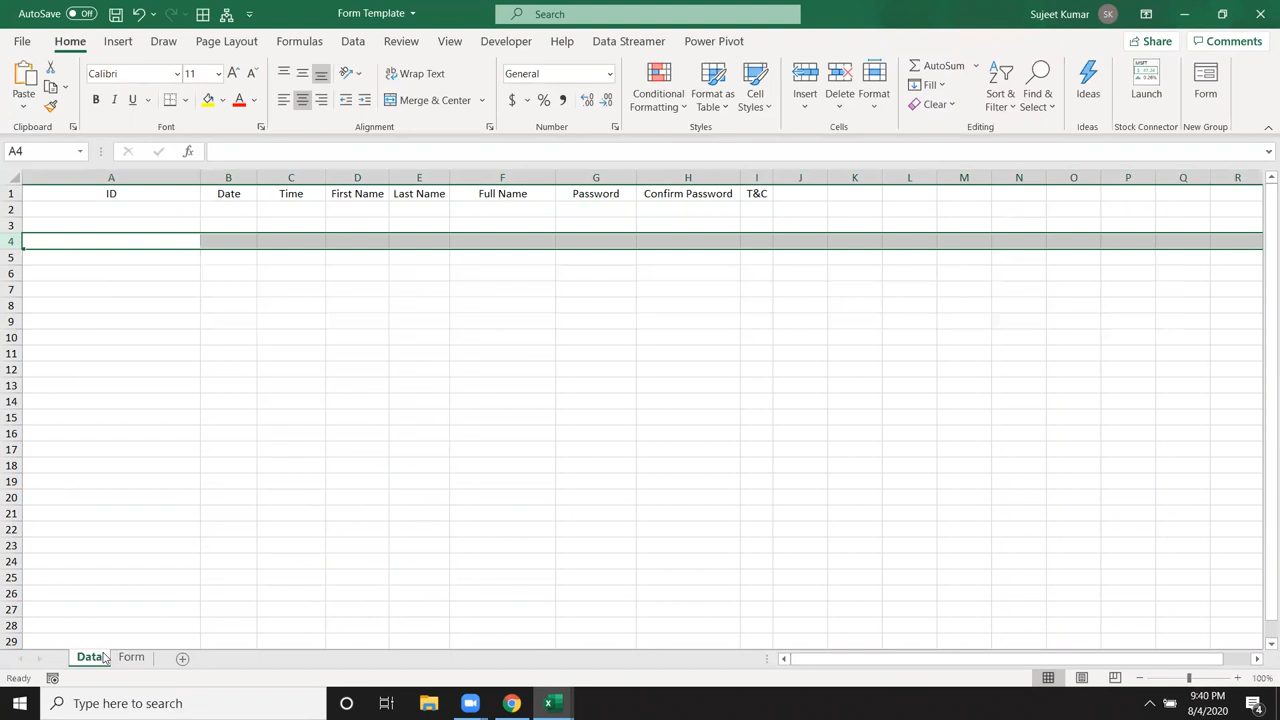 AutoSave Off Form Template Search Sujeet Kumar SK
File Home Insert Draw Page Layout Formulas Data Review View Developer Help Data Streamer Power Pivot Share Comments
Paste Calibri 11 Wrap Text General Conditional Formatting Format as Table Cell Styles Insert Delete Format AutoSum Fill Clear Sort & Filter Find & Select Ideas Launch Form
B I U A Merge & Center $ % ,
Clipboard Font Alignment Number Styles Cells Editing Ideas Stock Connector New Group
A4 fx
A B C D E F G H I J K L M N O P Q R
1 ID Date Time First Name Last Name Full Name Password Confirm Password T&C
2
3
4
5
6
7
8
9
10
11
12
13
14
15
16
17
18
19
20
21
22
23
24
25
26
27
28
29
Data Form
Ready 100%
Type here to search 9:40 PM
8/4/2020 4